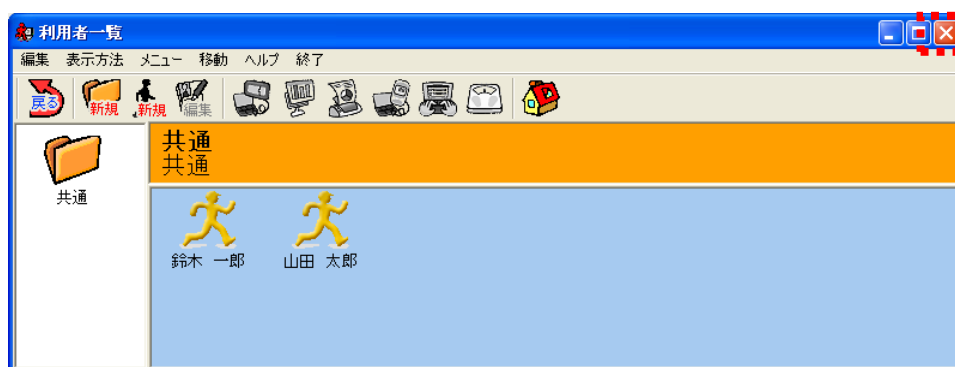 利用者一覧
編集 表示方法 メニュー 移動 ヘルプ 終了
戻る 新規 新規 編集
共通
共通
共通
鈴木 一郎 山田 太郎